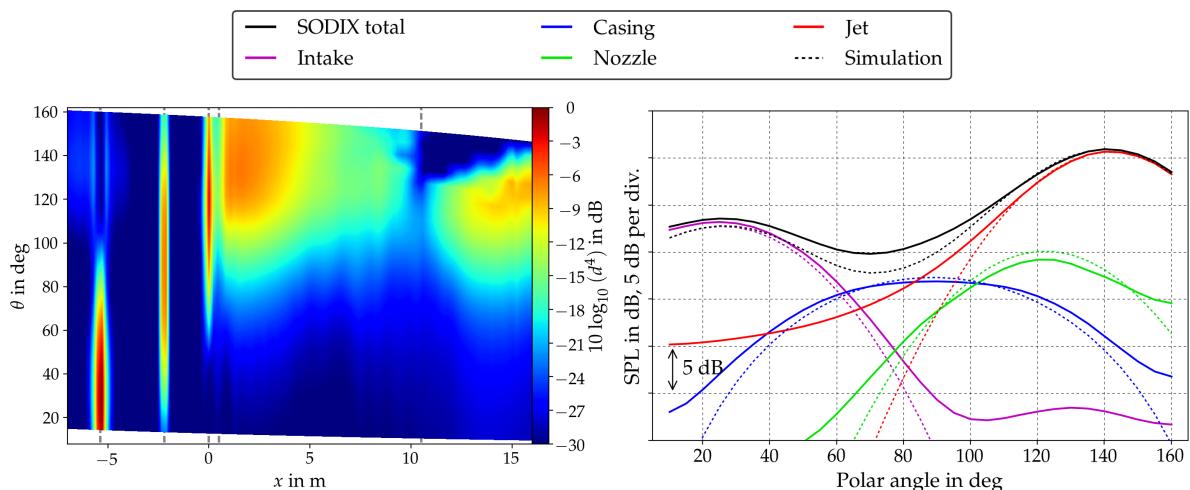 SODIX total
Casing
Jet
Intake
Nozzle
Simulation
160
140
120
100
80
60
40
20
θ in deg
−5
0
5
10
15
x in m
0
−3
−6
−9
−12
−15
−18
−21
−24
−27
−30
10 log₁₀ (d⁴) in dB
SPL in dB, 5 dB per div.
5 dB
20
40
60
80
100
120
140
160
Polar angle in deg